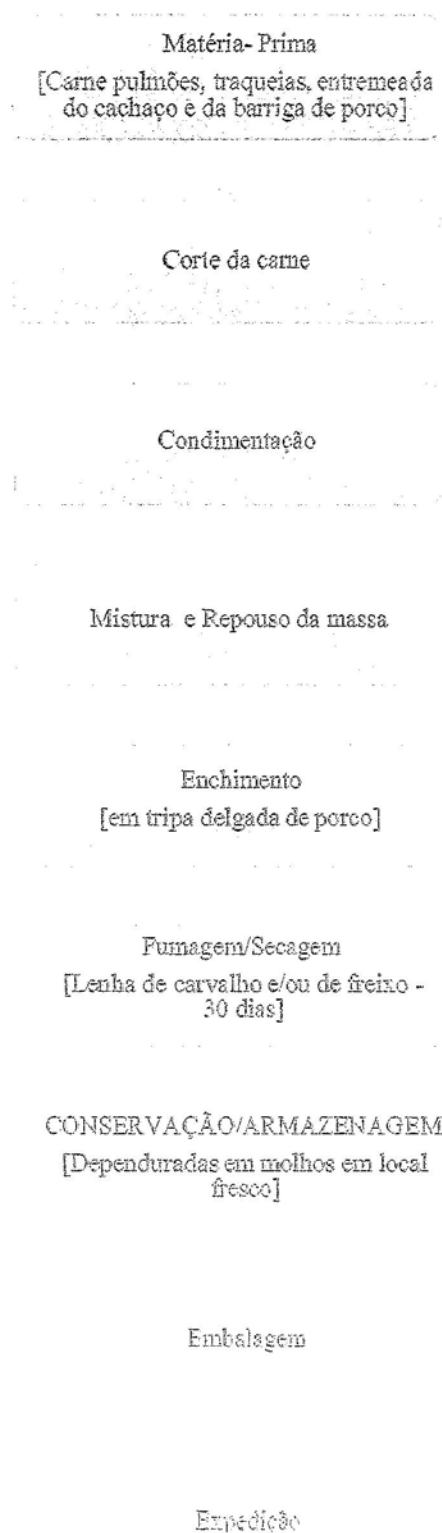 Matéria- Prima
[Carne pulmões, traqueias, entremeada
do cachaço e da barriga de porco]
Corte da carne
Condimentação
Mistura e Repouso da massa
Enchimento
[em tripa delgada de porco]
Fumagem/Secagem
[Lenha de carvalho e/ou de freixo -
30 dias]
CONSERVAÇÃO/ARMAZENAGEM
[Dependuradas em molhos em local
fresco]
Embalagem
Expedição